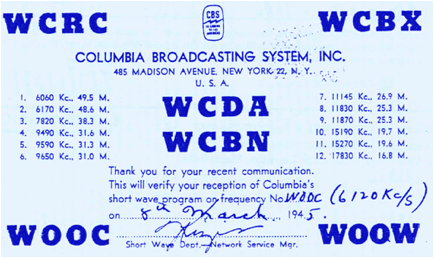 WCRC
CBS
WCBX
COLUMBIA BROADCASTING SYSTEM, INC.
485 MADISON AVENUE, NEW YORK, 22, N. Y.
U. S. A.
1. 6060 Kc., 49.5 M.
2. 6170 Kc., 48.6 M.
3. 7820 Kc., 38.3 M.
4. 9490 Kc., 31.6 M.
5. 9590 Kc., 31.3 M.
6. 9650 Kc., 31.0 M.
WCDA
WCBN
7. 11145 Kc., 26.9 M.
8. 11830 Kc., 25.3 M.
9. 11870 Kc., 25.3 M.
10. 15190 Kc., 19.7 M.
11. 15270 Kc., 19.6 M.
12. 17830 Kc., 16.8 M.
Thank you for your recent communication.
This will verify your reception of Columbia's
short wave program on frequency No. WOOC (6120 Kc/s)
on 8th March 1945.
WOOC
Short Wave Dept.—Network Service Mgr.
WOOW